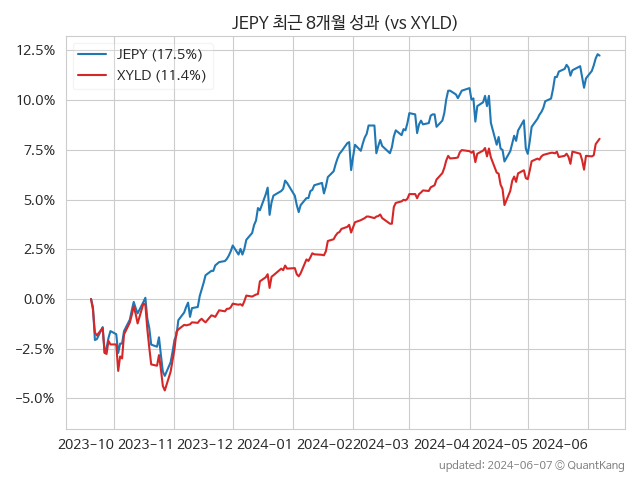 JEPY 최근 8개월 성과 (vs XYLD)
JEPY (17.5%)
XYLD (11.4%)
12.5%
10.0%
7.5%
5.0%
2.5%
0.0%
−2.5%
−5.0%
2023−10 2023−11 2023−12 2024−01 2024−02 2024−03 2024−04 2024−05 2024−06
updated: 2024-06-07 © QuantKang